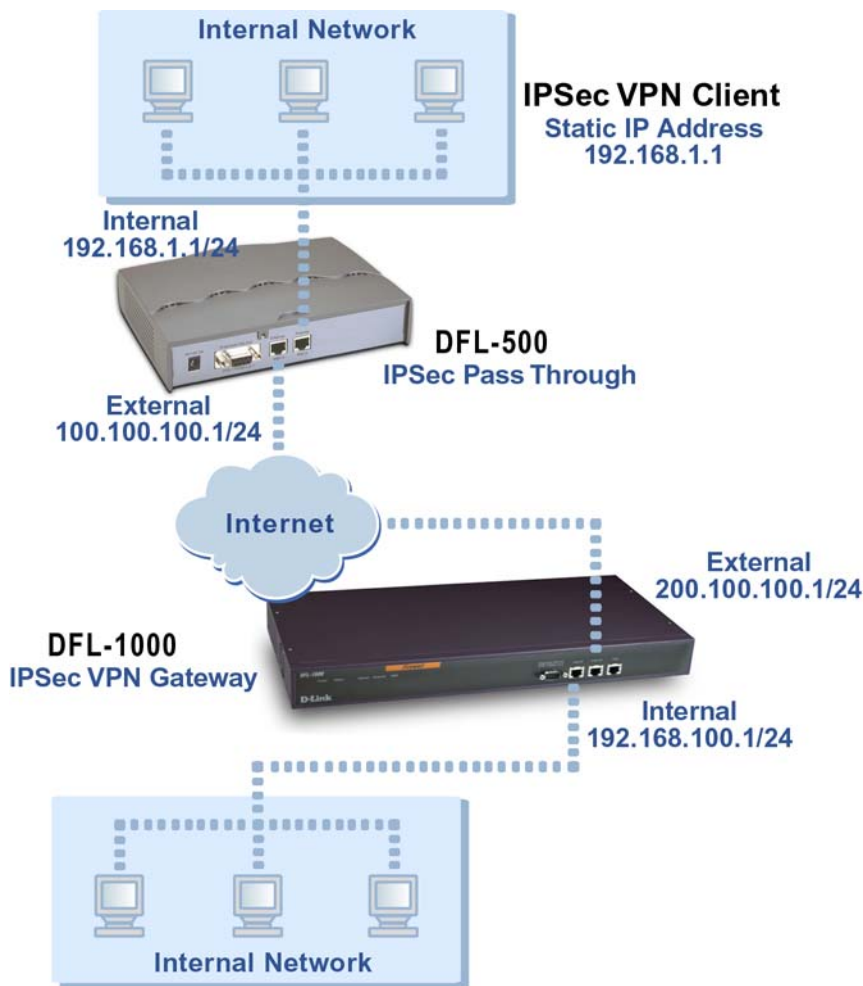 Internal Network
IPSec VPN Client
Static IP Address
192.168.1.1
Internal
192.168.1.1/24
DFL-500
IPSec Pass Through
External
100.100.100.1/24
Internet
External
200.100.100.1/24
DFL-1000
IPSec VPN Gateway
D-Link
Internal
192.168.100.1/24
Internal Network